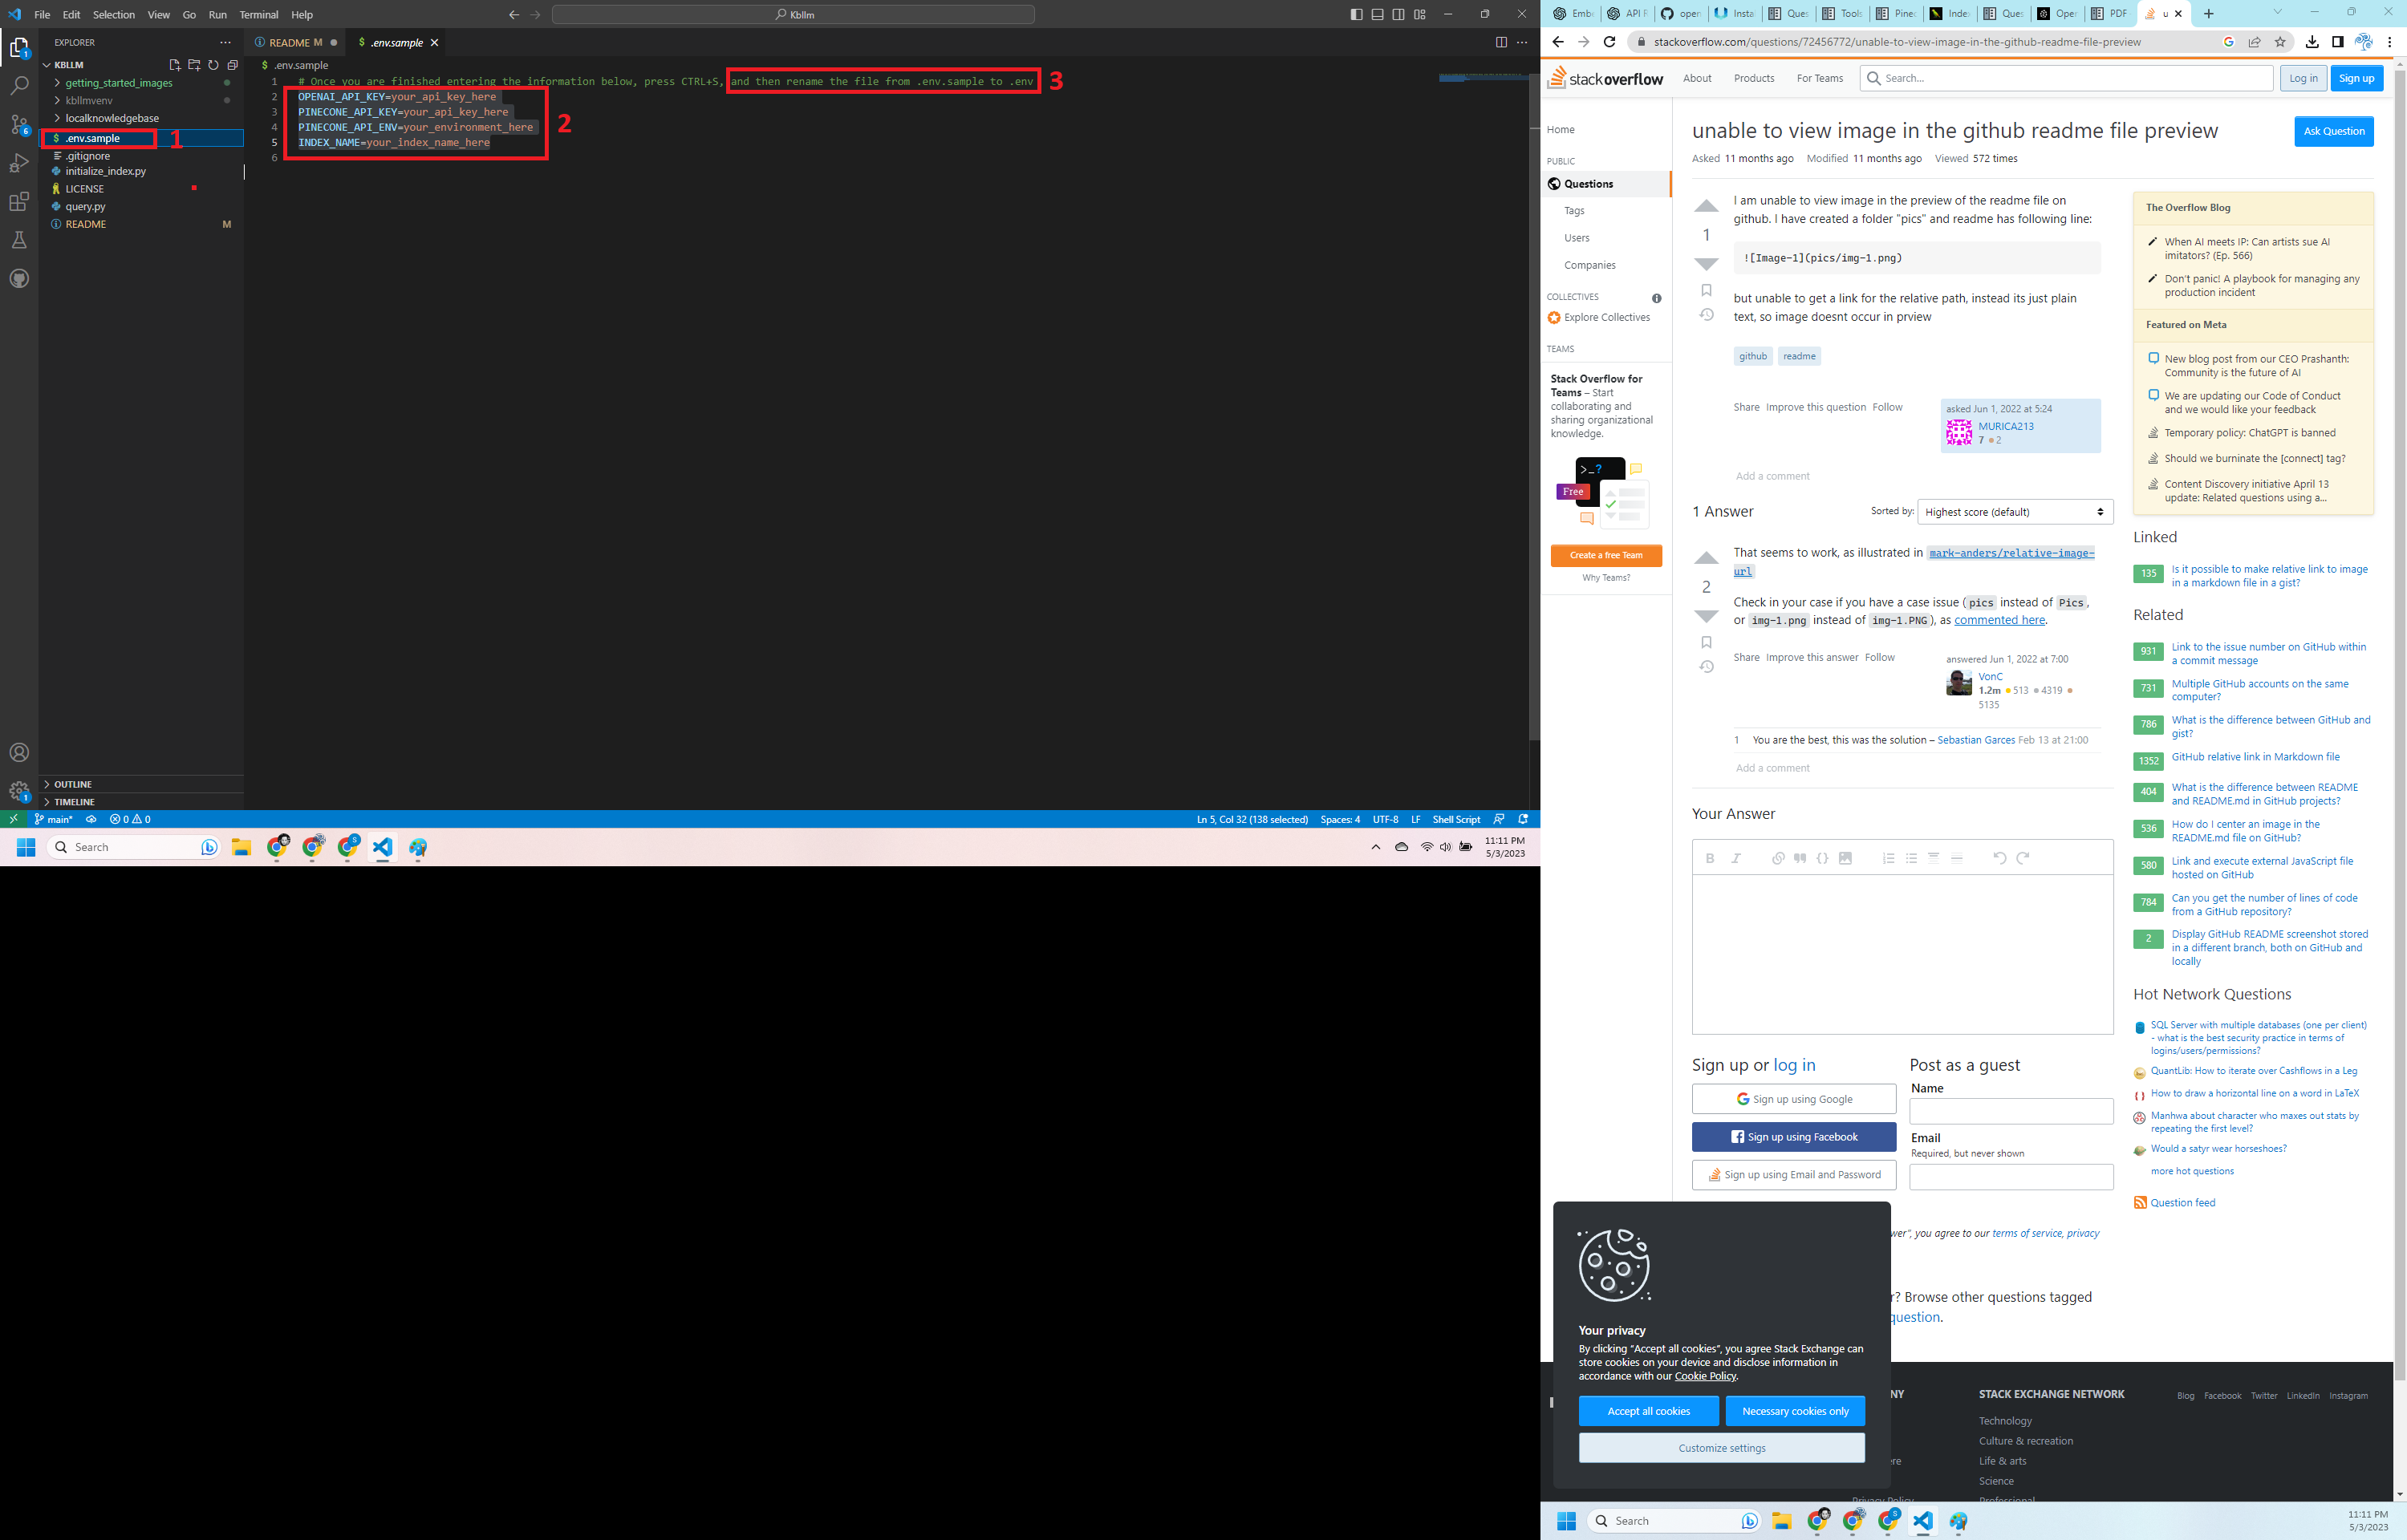 File Edit Selection View Go Run Terminal Help
Kbllm
EXPLORER
KBLLM
getting_started_images
kbllmvenv
localknowledgebase
$ .env.sample 1
.gitignore
initialize_index.py
LICENSE
query.py
README M
OUTLINE
TIMELINE
README M
$ .env.sample
$ .env.sample
1 # Once you are finished entering the information below, press CTRL+S, and then rename the file from .env.sample to .env 3
2 OPENAI_API_KEY=your_api_key_here
3 PINECONE_API_KEY=your_api_key_here
4 PINECONE_API_ENV=your_environment_here
5 INDEX_NAME=your_index_name_here
6
2
main* 0 0
Ln 5, Col 32 (138 selected) Spaces: 4 UTF-8 LF Shell Script
Search
11:11 PM
5/3/2023
Emb API F open Insta Ques Tools Pinec Index Ques Oper PDF u
stackoverflow.com/questions/72456772/unable-to-view-image-in-the-github-readme-file-preview
stackoverflow About Products For Teams Search... Log in Sign up
Home
PUBLIC
Questions
Tags
Users
Companies
COLLECTIVES
Explore Collectives
TEAMS
Stack Overflow for
Teams – Start
collaborating and
sharing organizational
knowledge.
>_?
Free
Create a free Team
Why Teams?
unable to view image in the github readme file preview
Ask Question
Asked 11 months ago Modified 11 months ago Viewed 572 times
1
I am unable to view image in the preview of the readme file on
github. I have created a folder "pics" and readme has following line:
![Image-1](pics/img-1.png)
but unable to get a link for the relative path, instead its just plain
text, so image doesnt occur in prview
github readme
Share Improve this question Follow
asked Jun 1, 2022 at 5:24
MURICA213
7 2
Add a comment
1 Answer
Sorted by: Highest score (default)
2
That seems to work, as illustrated in mark-anders/relative-image-
url
Check in your case if you have a case issue (pics instead of Pics,
or img-1.png instead of img-1.PNG), as commented here.
Share Improve this answer Follow
answered Jun 1, 2022 at 7:00
VonC
1.2m 513 4319
5135
1 You are the best, this was the solution – Sebastian Garces Feb 13 at 21:00
Add a comment
Your Answer
B I
Sign up or log in
Sign up using Google
Sign up using Facebook
Sign up using Email and Password
Post as a guest
Name
Email
Required, but never shown
wer", you agree to our terms of service, privacy
r? Browse other questions tagged
question.
The Overflow Blog
When AI meets IP: Can artists sue AI
imitators? (Ep. 566)
Don't panic! A playbook for managing any
production incident
Featured on Meta
New blog post from our CEO Prashanth:
Community is the future of AI
We are updating our Code of Conduct
and we would like your feedback
Temporary policy: ChatGPT is banned
Should we burninate the [connect] tag?
Content Discovery initiative April 13
update: Related questions using a...
Linked
135 Is it possible to make relative link to image
in a markdown file in a gist?
Related
931 Link to the issue number on GitHub within
a commit message
731 Multiple GitHub accounts on the same
computer?
786 What is the difference between GitHub and
gist?
1352 GitHub relative link in Markdown file
404 What is the difference between README
and README.md in GitHub projects?
536 How do I center an image in the
README.md file on GitHub?
580 Link and execute external JavaScript file
hosted on GitHub
784 Can you get the number of lines of code
from a GitHub repository?
2 Display GitHub README screenshot stored
in a different branch, both on GitHub and
locally
Hot Network Questions
SQL Server with multiple databases (one per client)
- what is the best security practice in terms of
logins/users/permissions?
QuantLib: How to iterate over Cashflows in a Leg
How to draw a horizontal line on a word in LaTeX
Manhwa about character who maxes out stats by
repeating the first level?
Would a satyr wear horseshoes?
more hot questions
Question feed
Your privacy
By clicking "Accept all cookies", you agree Stack Exchange can
store cookies on your device and disclose information in
accordance with our Cookie Policy.
Accept all cookies
Necessary cookies only
Customize settings
NY
ere
Privacy Policy
STACK EXCHANGE NETWORK
Technology
Culture & recreation
Life & arts
Science
Professional
Blog Facebook Twitter LinkedIn Instagram
Search
11:11 PM
5/3/2023